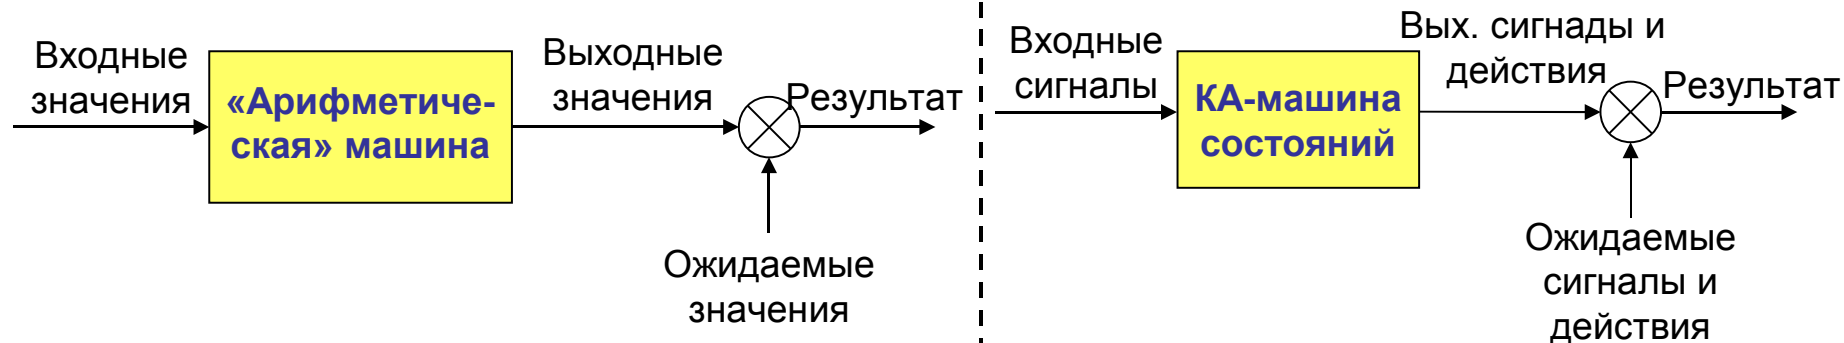 Входные
значения
«Арифметиче-
ская» машина
Выходные
значения
Результат
Ожидаемые
значения
Входные
сигналы
КА-машина
состояний
Вых. сигнады и
действия
Результат
Ожидаемые
сигналы и
действия